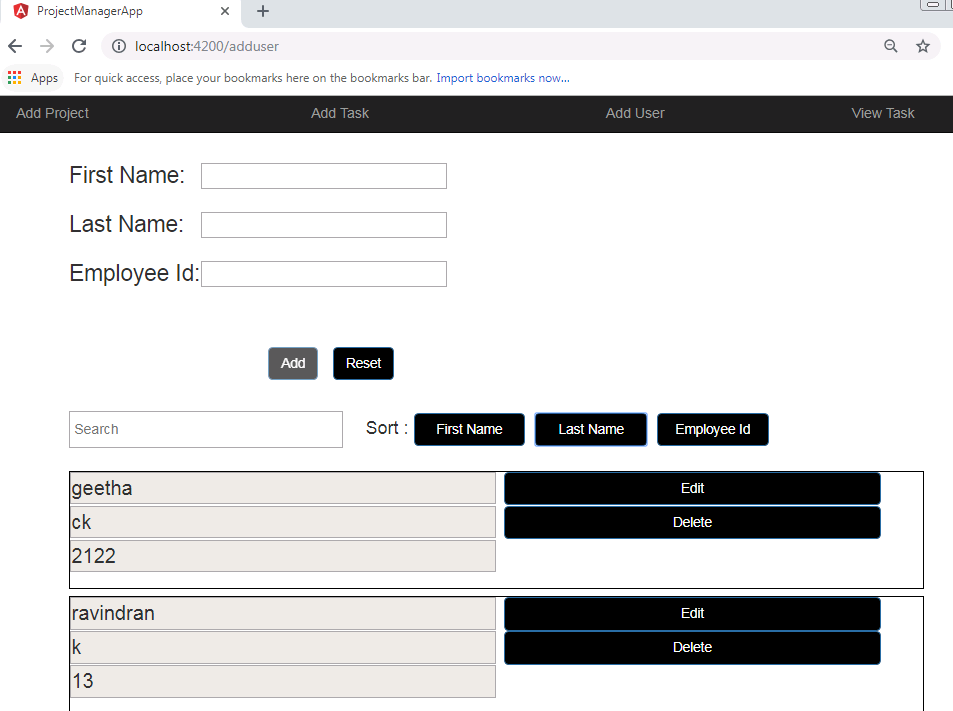 ProjectManagerApp
localhost:4200/adduser
Apps For quick access, place your bookmarks here on the bookmarks bar. Import bookmarks now...
Add Project Add Task Add User View Task
First Name:
Last Name:
Employee Id:
Add Reset
Search Sort : First Name Last Name Employee Id
geetha Edit
ck Delete
2122
ravindran Edit
k Delete
13